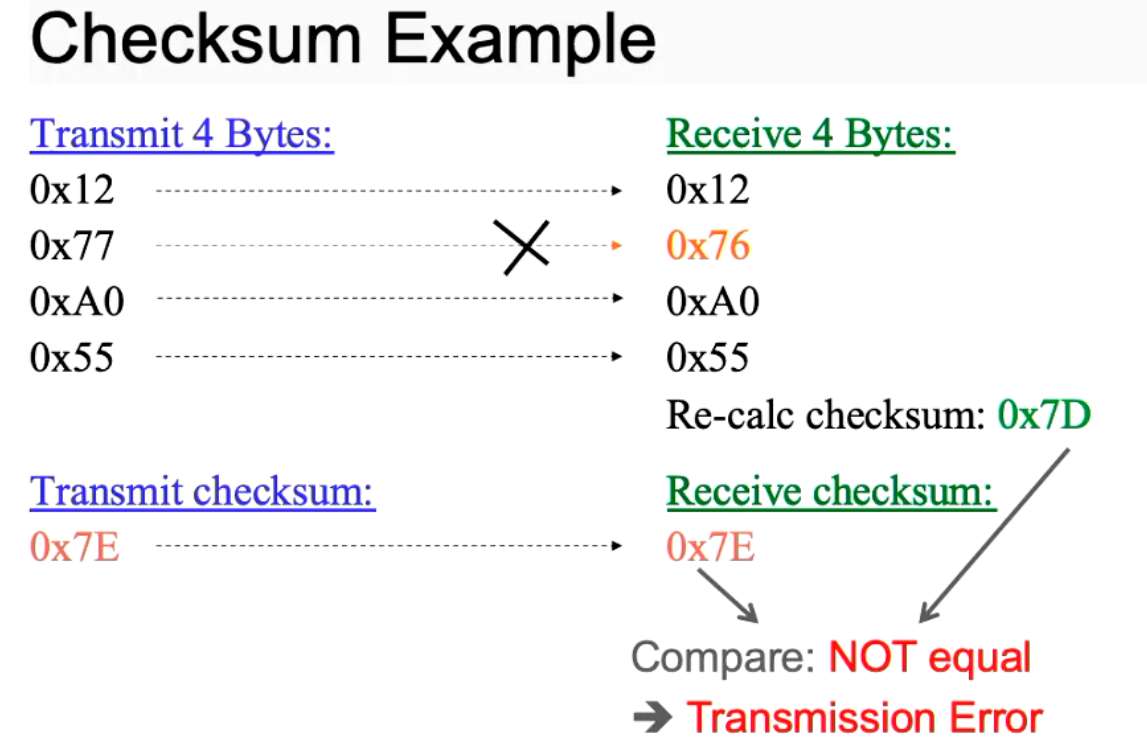 Checksum Example
Transmit 4 Bytes:
0x12
0x77
0xA0
0x55
Receive 4 Bytes:
0x12
0x76
0xA0
0x55
Re-calc checksum: 0x7D
Transmit checksum:
0x7E
Receive checksum:
0x7E
Compare: NOT equal
➔ Transmission Error